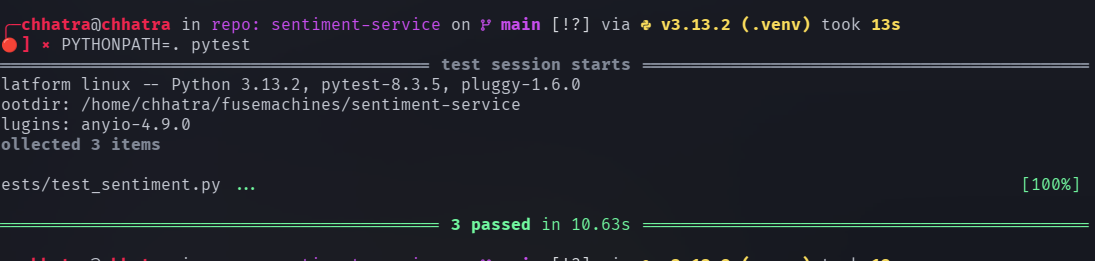 chhatra@chhatra in repo: sentiment-service on main [!?] via v3.13.2 (.venv) took 13s
] × PYTHONPATH=. pytest
test session starts
latform linux -- Python 3.13.2, pytest-8.3.5, pluggy-1.6.0
ootdir: /home/chhatra/fusemachines/sentiment-service
lugins: anyio-4.9.0
ollected 3 items
ests/test_sentiment.py ... [100%]
3 passed in 10.63s